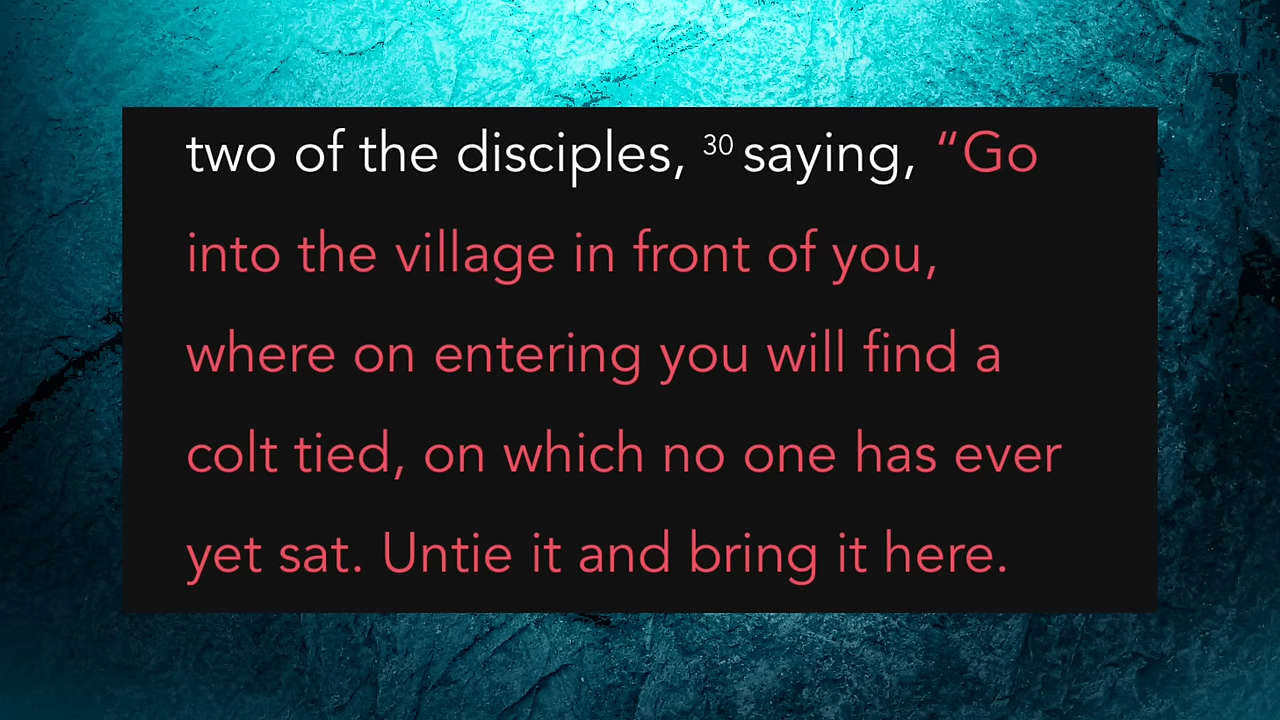 two of the disciples, 30 saying, “Go
into the village in front of you,
where on entering you will find a
colt tied, on which no one has ever
yet sat. Untie it and bring it here.